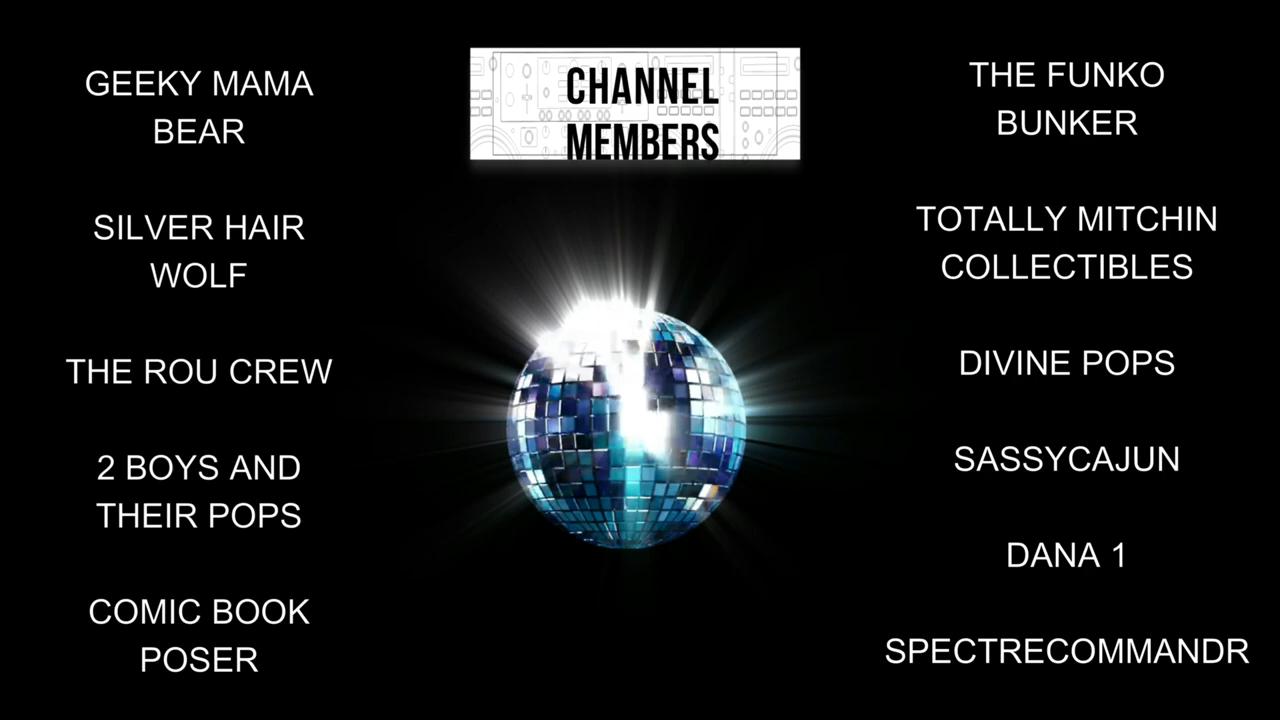 CHANNEL
MEMBERS
GEEKY MAMA
BEAR
SILVER HAIR
WOLF
THE ROU CREW
2 BOYS AND
THEIR POPS
COMIC BOOK
POSER
THE FUNKO
BUNKER
TOTALLY MITCHIN
COLLECTIBLES
DIVINE POPS
SASSYCAJUN
DANA 1
SPECTRECOMMANDR